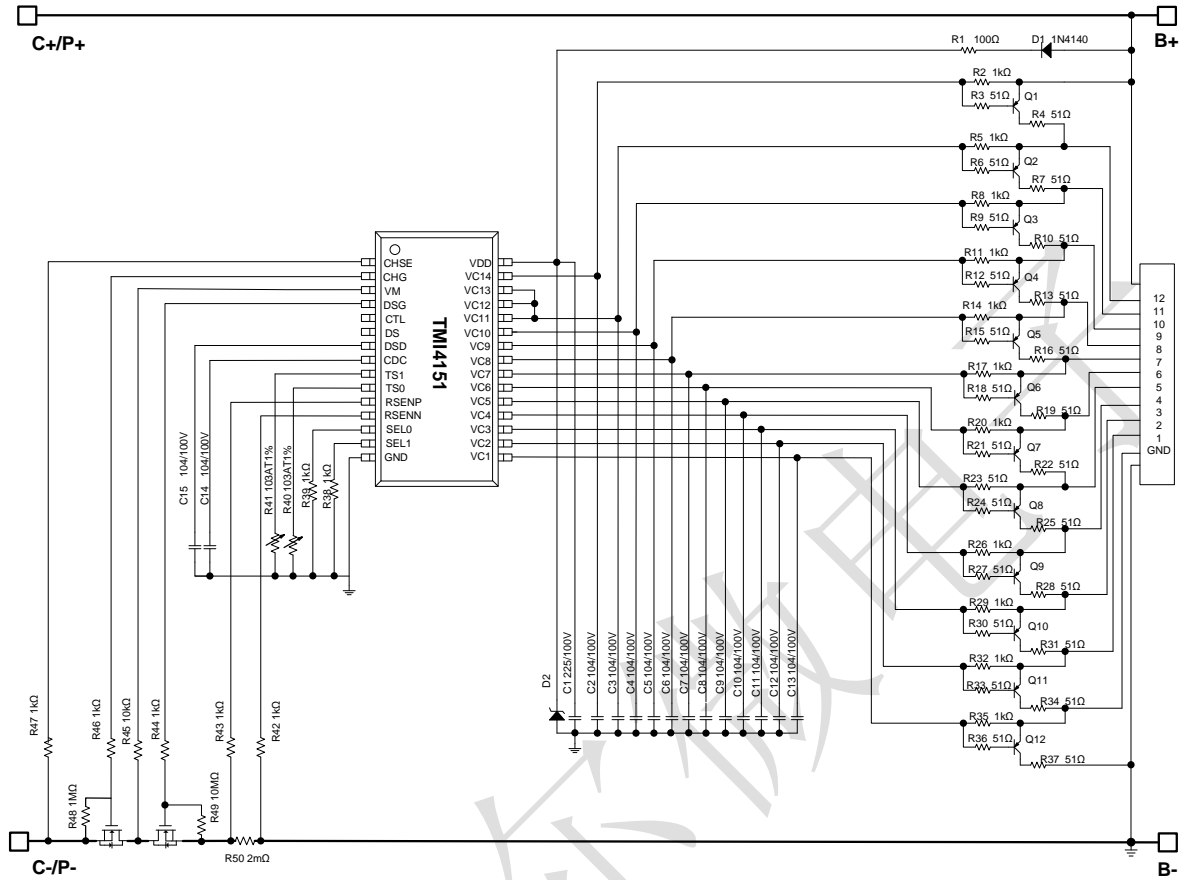 C+/P+
B+
R1 100Ω
D1 1N4140
R2 1kΩ
R3 51Ω
Q1
R4 51Ω
R5 1kΩ
R6 51Ω
Q2
R7 51Ω
R8 1kΩ
R9 51Ω
Q3
R10 51Ω
R11 1kΩ
R12 51Ω
Q4
R13 51Ω
R14 1kΩ
R15 51Ω
Q5
R16 51Ω
R17 1kΩ
R18 51Ω
Q6
R19 51Ω
R20 1kΩ
R21 51Ω
Q7
R22 51Ω
R23 51Ω
R24 51Ω
Q8
R25 51Ω
R26 1kΩ
R27 51Ω
Q9
R28 51Ω
R29 1kΩ
R30 51Ω
Q10
R31 51Ω
R32 1kΩ
R33 51Ω
Q11
R34 51Ω
R35 1kΩ
R36 51Ω
Q12
R37 51Ω
12
11
10
9
8
7
6
5
4
3
2
1
GND
TMI4151
CHSE
CHG
VM
DSG
CTL
DS
DSD
CDC
TS1
TS0
RSENP
RSENN
SEL0
SEL1
GND
VDD
VC14
VC13
VC12
VC11
VC10
VC9
VC8
VC7
VC6
VC5
VC4
VC3
VC2
VC1
C15 104/100V
C14 104/100V
R41 103AT1%
R40 103AT1%
R39 1kΩ
R38 1kΩ
D2
C1 225/100V
C2 104/100V
C3 104/100V
C4 104/100V
C5 104/100V
C6 104/100V
C7 104/100V
C8 104/100V
C9 104/100V
C10 104/100V
C11 104/100V
C12 104/100V
C13 104/100V
R47 1kΩ
R46 1kΩ
R45 10kΩ
R44 1kΩ
R43 1kΩ
R42 1kΩ
R48 1MΩ
R49 10MΩ
R50 2mΩ
C-/P-
B-